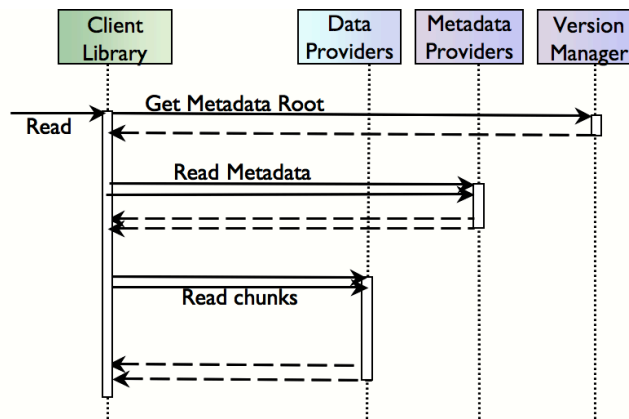 Client
Library
Data
Providers
Metadata
Providers
Version
Manager
Get Metadata Root
Read
Read Metadata
Read chunks